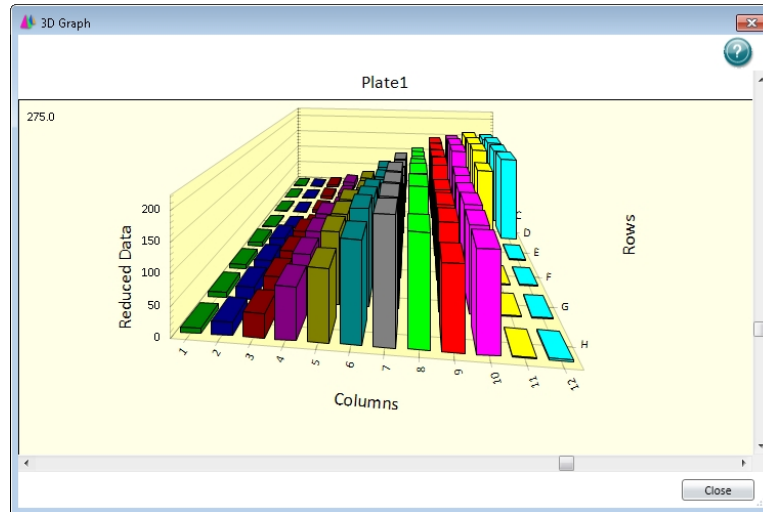 3D Graph
?
Plate1
275.0
200
150
100
50
0
Reduced Data
1 2 3 4 5 6 7 8 9 10 11 12
Columns
C
D
E
F
G
H
Rows
Close